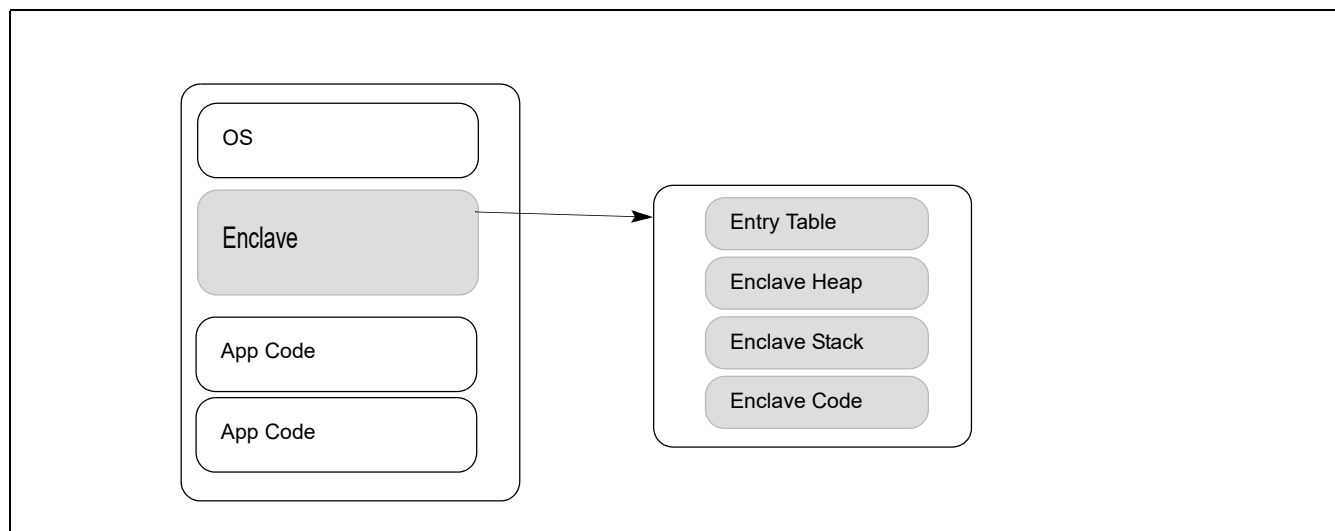 OS
Enclave
App Code
App Code
Entry Table
Enclave Heap
Enclave Stack
Enclave Code